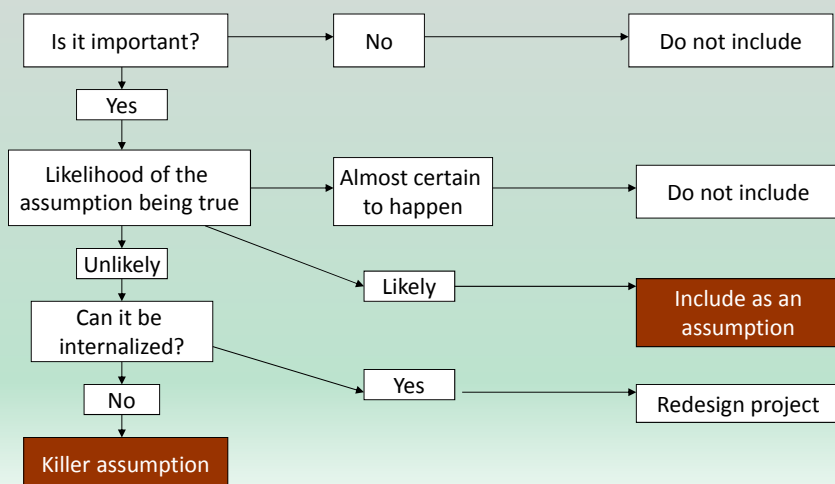 Is it important?
No
Do not include
Yes
Likelihood of the
assumption being true
Almost certain
to happen
Do not include
Unlikely
Likely
Include as an
assumption
Can it be
internalized?
Yes
Redesign project
No
Killer assumption